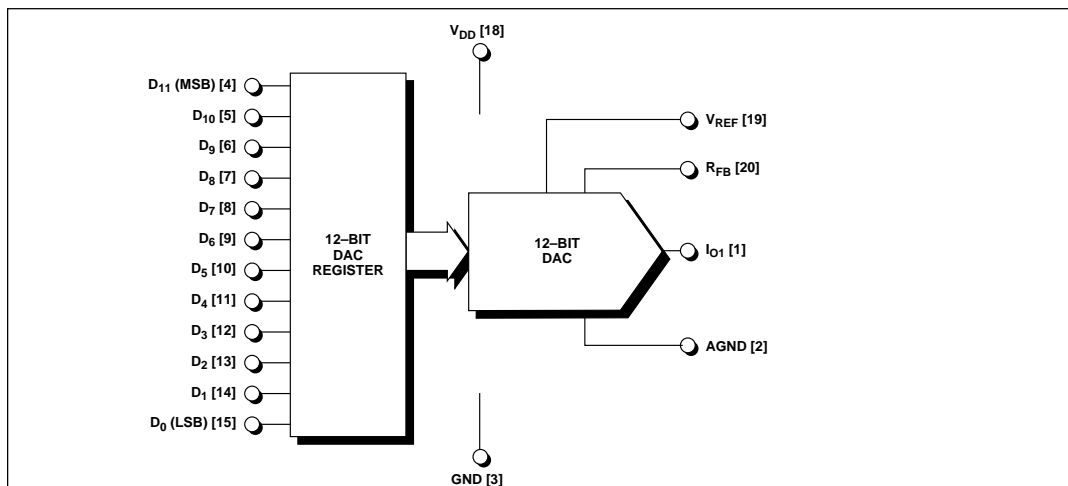 V_DD [18]
D_11 (MSB) [4]
D_10 [5]
D_9 [6]
D_8 [7]
D_7 [8]
D_6 [9]
D_5 [10]
D_4 [11]
D_3 [12]
D_2 [13]
D_1 [14]
D_0 (LSB) [15]
12–BIT
DAC
REGISTER
12–BIT
DAC
V_REF [19]
R_FB [20]
I_O1 [1]
AGND [2]
GND [3]